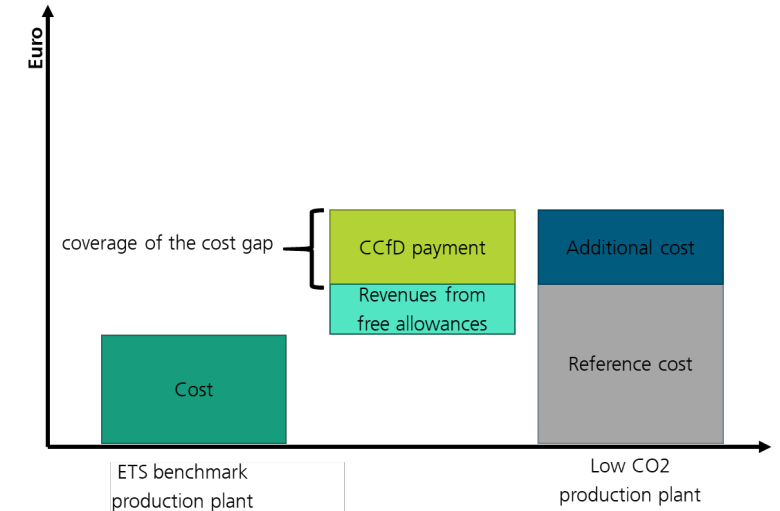 Euro
coverage of the cost gap
CCfD payment
Additional cost
Revenues from
free allowances
Reference cost
Cost
ETS benchmark
production plant
Low CO2
production plant